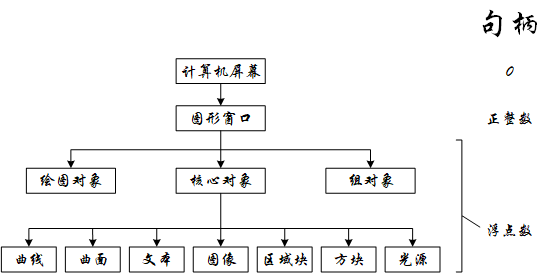 句柄
计算机屏幕
0
图形窗口
正整数
绘图对象 核心对象 组对象
浮点数
曲线 曲面 文本 图像 区域块 方块 光源